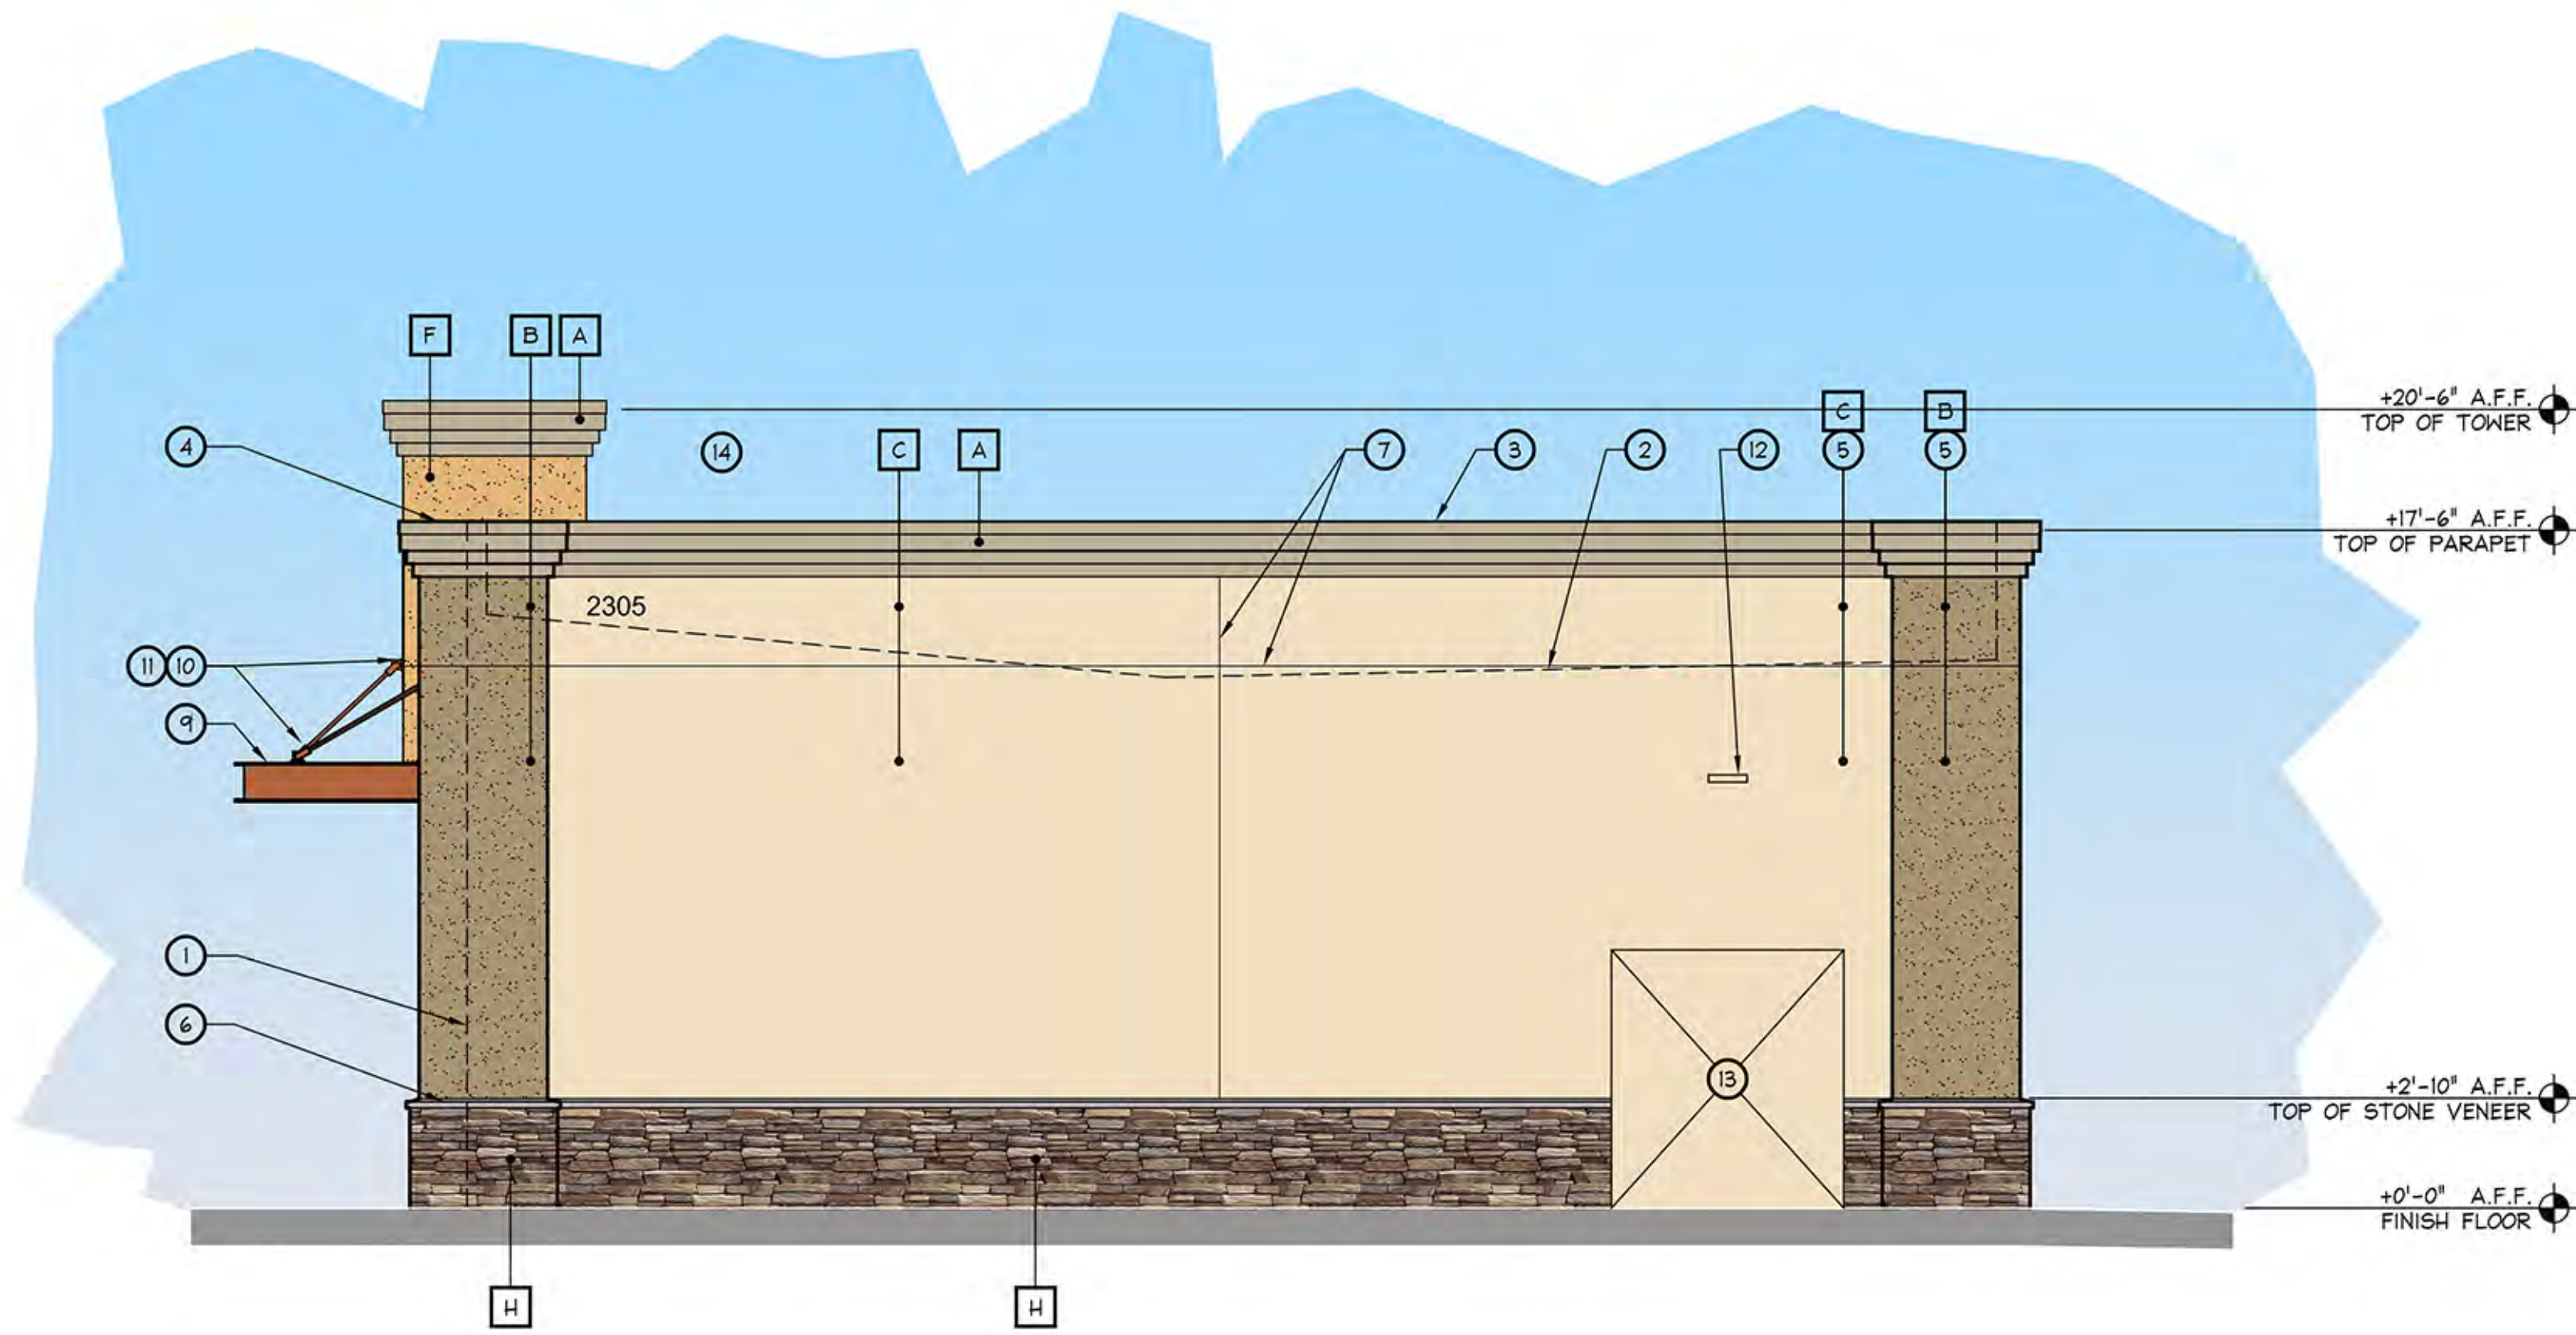 F B A
C B
+20'-6" A.F.F.
TOP OF TOWER
4 14 C A 7 3 2 12 5 5
+17'-6" A.F.F.
TOP OF PARAPET
2305
11 10
9
1
6
13
+2'-10" A.F.F.
TOP OF STONE VENEER
+0'-0" A.F.F.
FINISH FLOOR
H H